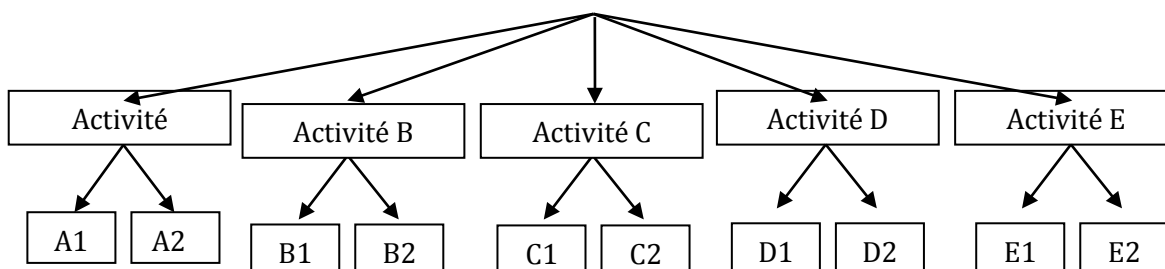 Activité
Activité B
Activité C
Activité D
Activité E
A1
A2
B1
B2
C1
C2
D1
D2
E1
E2